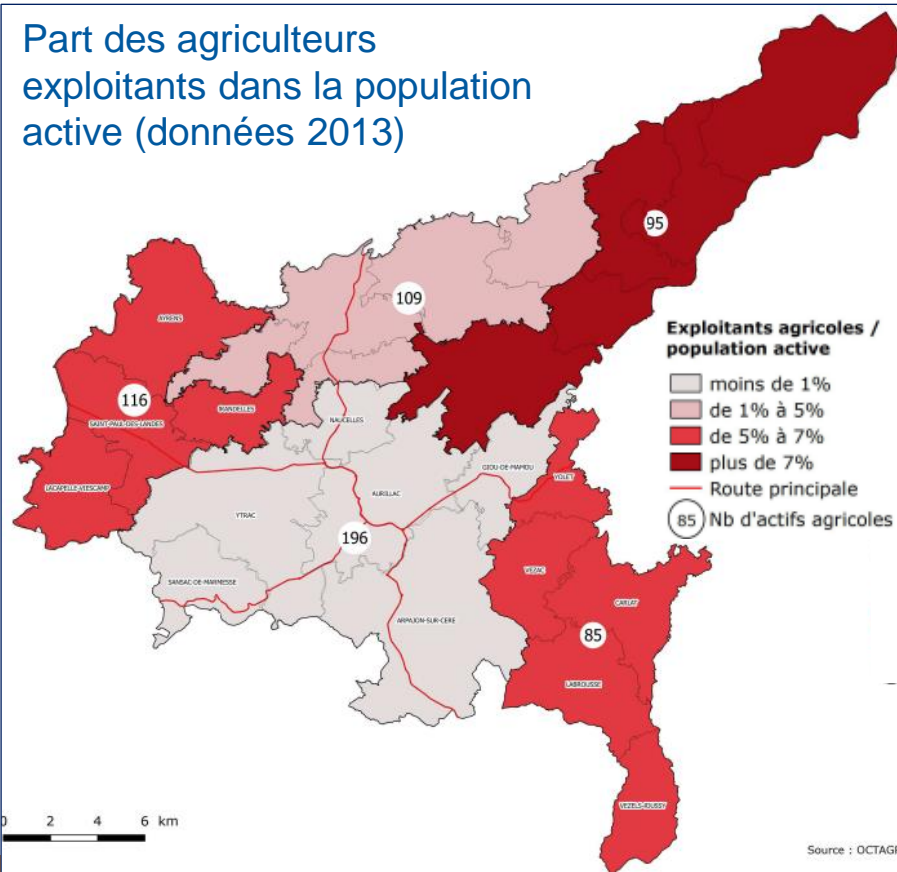 Part des agriculteurs
exploitants dans la population
active (données 2013)
95
109
Exploitants agricoles /
population active
moins de 1%
de 1% à 5%
de 5% à 7%
plus de 7%
Route principale
85 Nb d'actifs agricoles
AYRENS
116
SAINT-PAUL-DES-LANDES
LACAPELLE-VIESCAMP
NAUCELLES
GIOU-DE-MAMOU
YOLET
AURILLAC
YTRAC
196
SANSAC-DE-MARMIESSE
ARPAJON-SUR-CERE
VEZAC
CARLAT
85
LABROUSSE
VEZELS-ROUSSY
0 2 4 6 km
Source : OCTAG